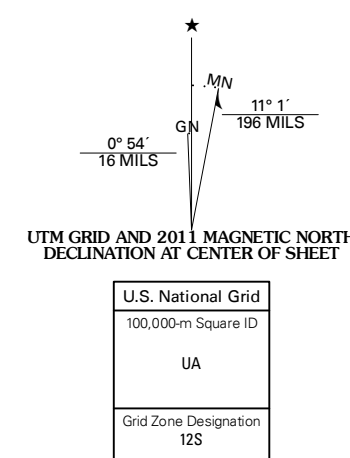 ★
MN
11° 1´
196 MILS
GN
0° 54´
16 MILS
UTM GRID AND 2011 MAGNETIC NORTH
DECLINATION AT CENTER OF SHEET
U.S. National Grid
100,000-m Square ID
UA
Grid Zone Designation
12S